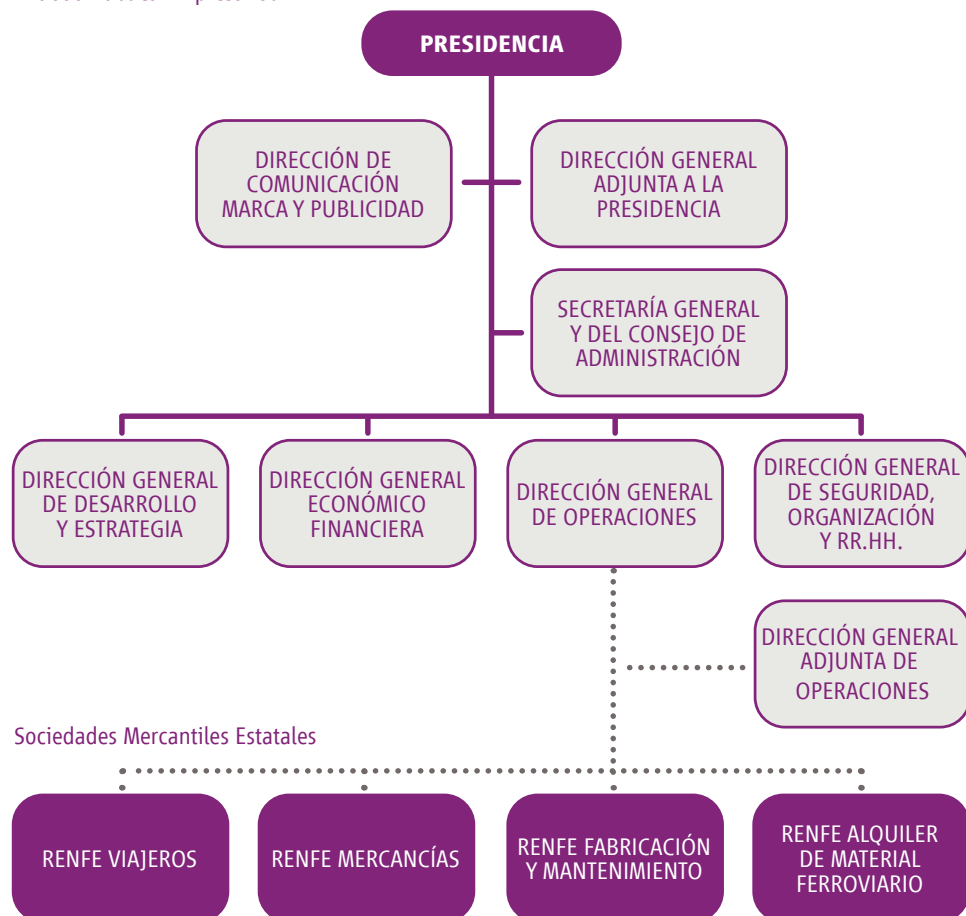 PRESIDENCIA
DIRECCIÓN DE
COMUNICACIÓN
MARCA Y PUBLICIDAD
DIRECCIÓN GENERAL
ADJUNTA A LA
PRESIDENCIA
SECRETARÍA GENERAL
Y DEL CONSEJO DE
ADMINISTRACIÓN
DIRECCIÓN GENERAL
DE DESARROLLO
Y ESTRATEGIA
DIRECCIÓN GENERAL
ECONÓMICO
FINANCIERA
DIRECCIÓN GENERAL
DE OPERACIONES
DIRECCIÓN GENERAL
DE SEGURIDAD,
ORGANIZACIÓN
Y RR.HH.
DIRECCIÓN GENERAL
ADJUNTA DE
OPERACIONES
Sociedades Mercantiles Estatales
RENFE VIAJEROS
RENFE MERCANCÍAS
RENFE FABRICACIÓN
Y MANTENIMIENTO
RENFE ALQUILER
DE MATERIAL
FERROVIARIO